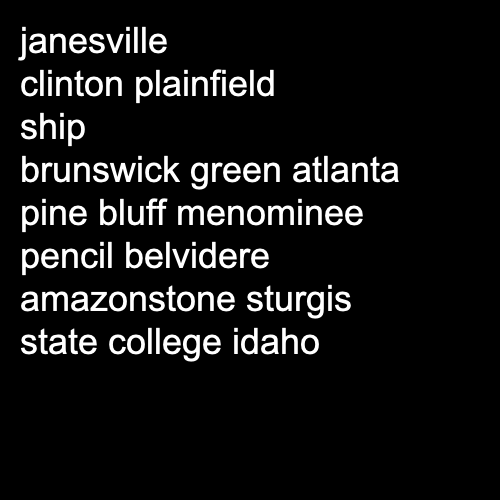 janesville
clinton plainfield
ship
brunswick green atlanta
pine bluff menominee
pencil belvidere
amazonstone sturgis
state college idaho